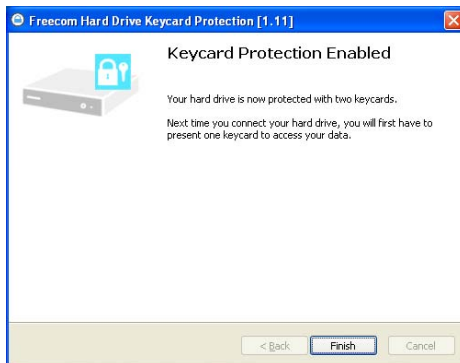 Freecom Hard Drive Keycard Protection [1.11]
Keycard Protection Enabled
Your hard drive is now protected with two keycards.
Next time you connect your hard drive, you will first have to
present one keycard to access your data.
< Back
Finish
Cancel